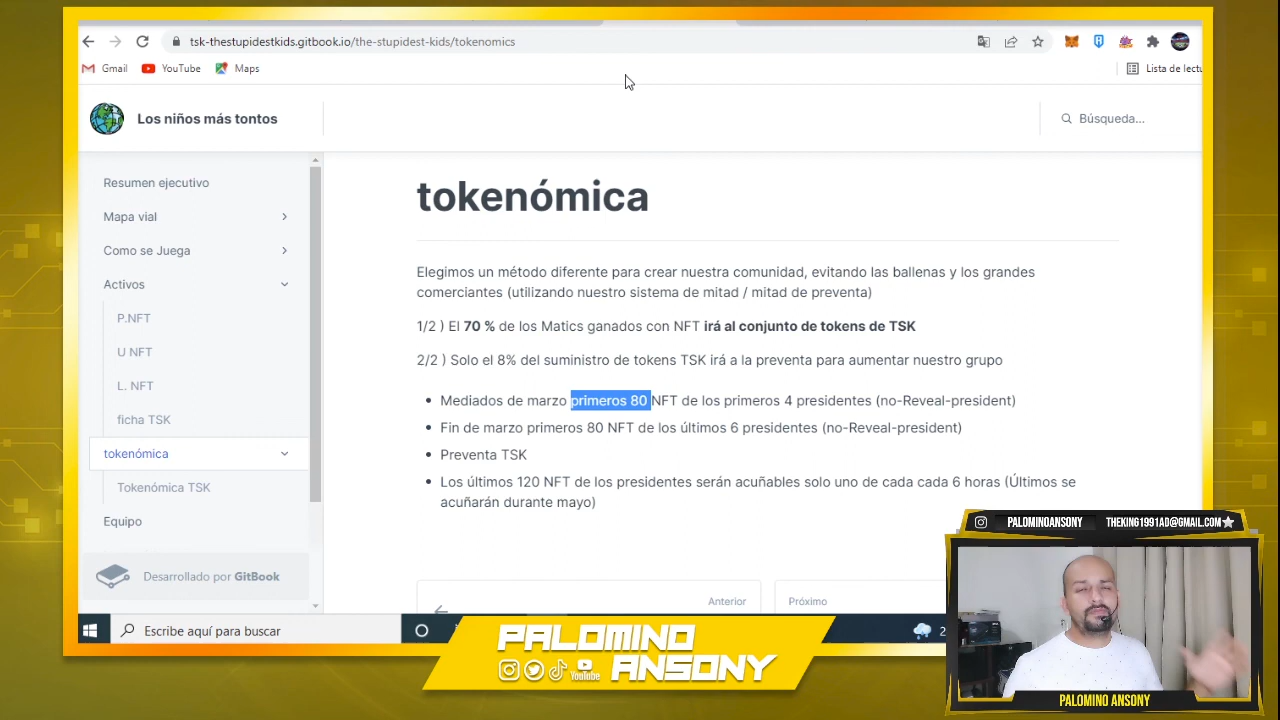 tsk-thestupidestkids.gitbook.io/the-stupidest-kids/tokenomics
Gmail YouTube Maps
Lista de lectu
Los niños más tontos
Búsqueda...
Resumen ejecutivo
Mapa vial
Como se Juega
Activos
P.NFT
U NFT
L. NFT
ficha TSK
tokenómica
Tokenómica TSK
Equipo
Desarrollado por GitBook
tokenómica
Elegimos un método diferente para crear nuestra comunidad, evitando las ballenas y los grandes
comerciantes (utilizando nuestro sistema de mitad / mitad de preventa)
1/2 ) El 70 % de los Matics ganados con NFT irá al conjunto de tokens de TSK
2/2 ) Solo el 8% del suministro de tokens TSK irá a la preventa para aumentar nuestro grupo
• Mediados de marzo primeros 80 NFT de los primeros 4 presidentes (no-Reveal-president)
• Fin de marzo primeros 80 NFT de los últimos 6 presidentes (no-Reveal-president)
• Preventa TSK
• Los últimos 120 NFT de los presidentes serán acuñables solo uno de cada cada 6 horas (Últimos se
acuñarán durante mayo)
Anterior
Próximo
Escribe aquí para buscar
2
PALOMINOANSONY THEKING1991AD@GMAIL.COM
PALOMINO
ANSONY
YouTube
PALOMINO ANSONY